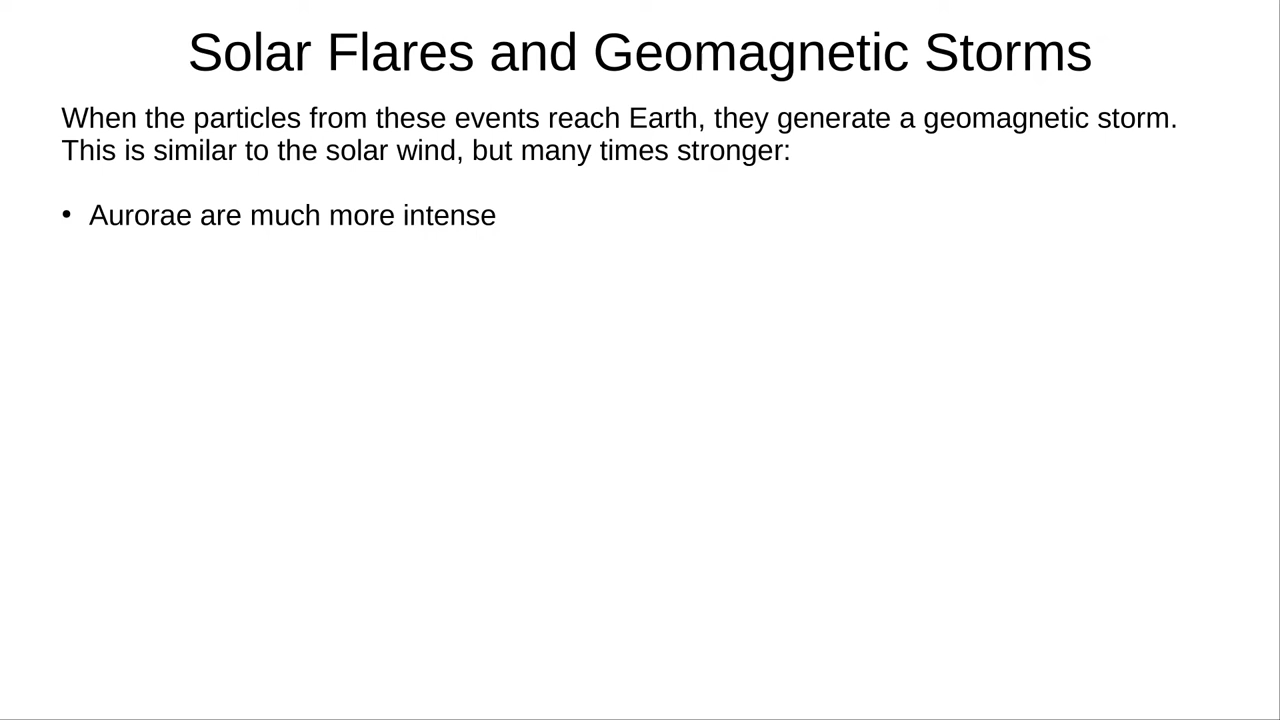 Solar Flares and Geomagnetic Storms
When the particles from these events reach Earth, they generate a geomagnetic storm.
This is similar to the solar wind, but many times stronger:
• Aurorae are much more intense